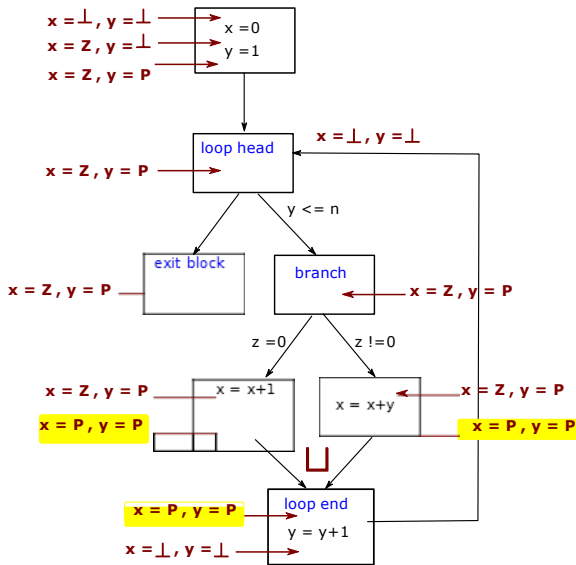 x =⊥, y =⊥
x = Z, y =⊥
x = Z , y = P
x =0
y =1
x =⊥, y =⊥
loop head
x = Z , y = P
y <= n
exit block
x = Z, y = P
branch
x = Z , y = P
z =0
z !=0
x = Z, y = P
x = x+1
x = Z, y = P
x = P , y = P
x = x+y
x = P , y = P
⊔
x = P , y = P
loop end
y = y+1
x =⊥, y =⊥